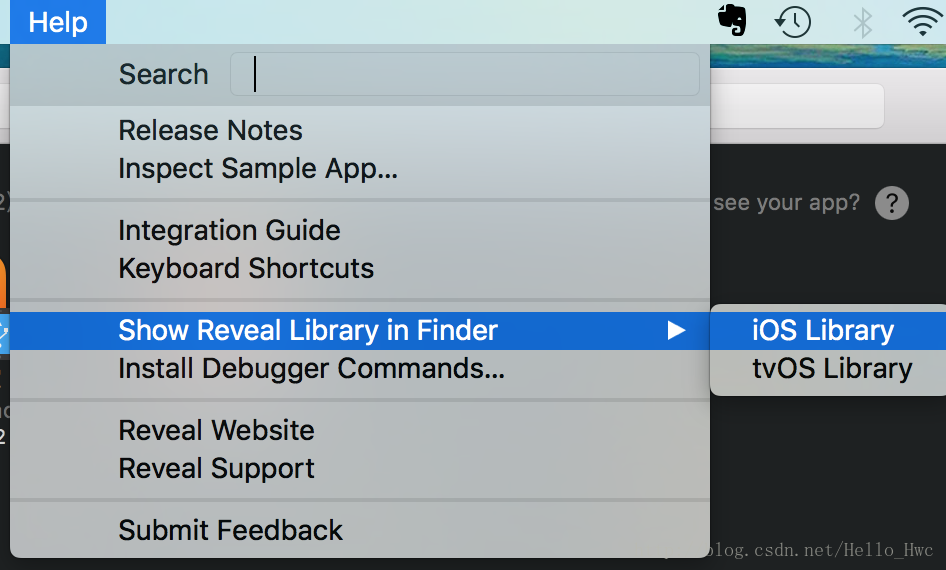 Help
Search
Release Notes
Inspect Sample App...
see your app? ?
Integration Guide
Keyboard Shortcuts
Show Reveal Library in Finder
iOS Library
Install Debugger Commands...
tvOS Library
Reveal Website
2
Reveal Support
Submit Feedback
blog.csdn.net/Hello_Hwc